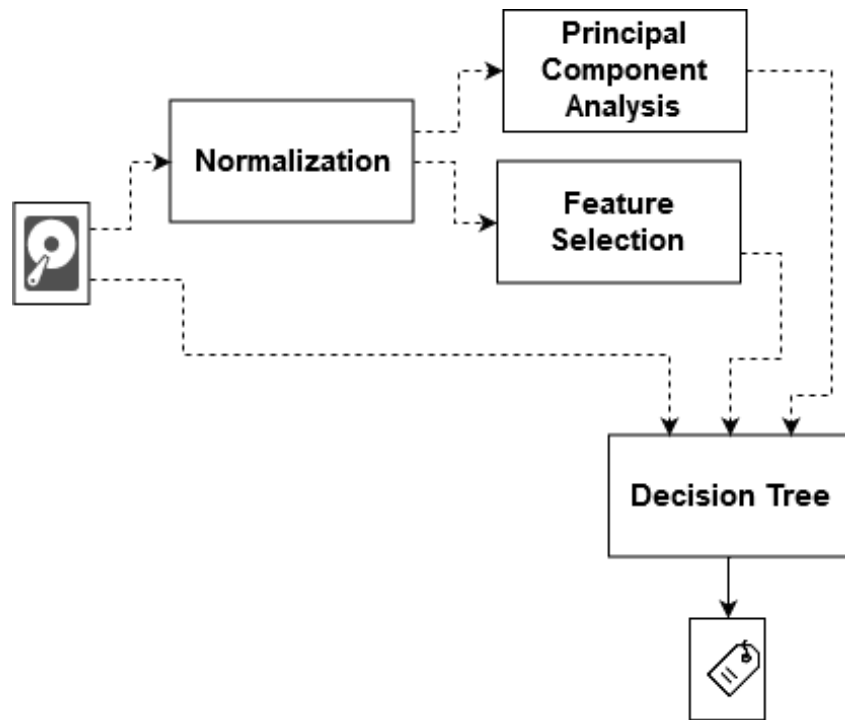 Principal
Component
Analysis
Normalization
Feature
Selection
Decision Tree